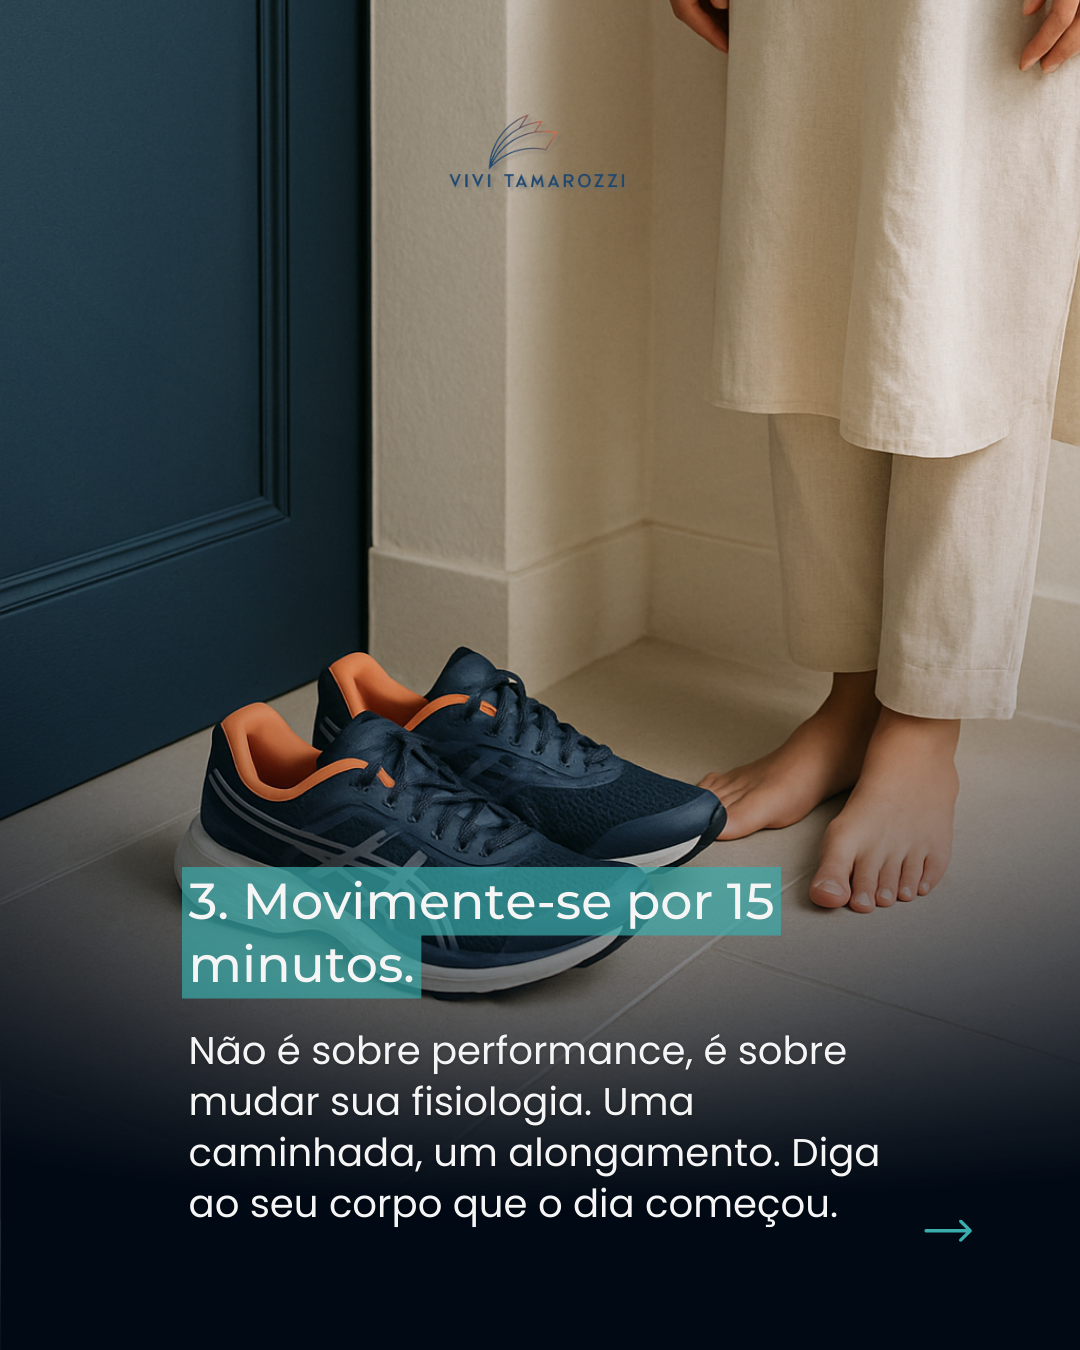 VIVI TAMAROZZI
3. Movimente-se por 15
minutos.
Não é sobre performance, é sobre
mudar sua fisiologia. Uma
caminhada, um alongamento. Diga
ao seu corpo que o dia começou.